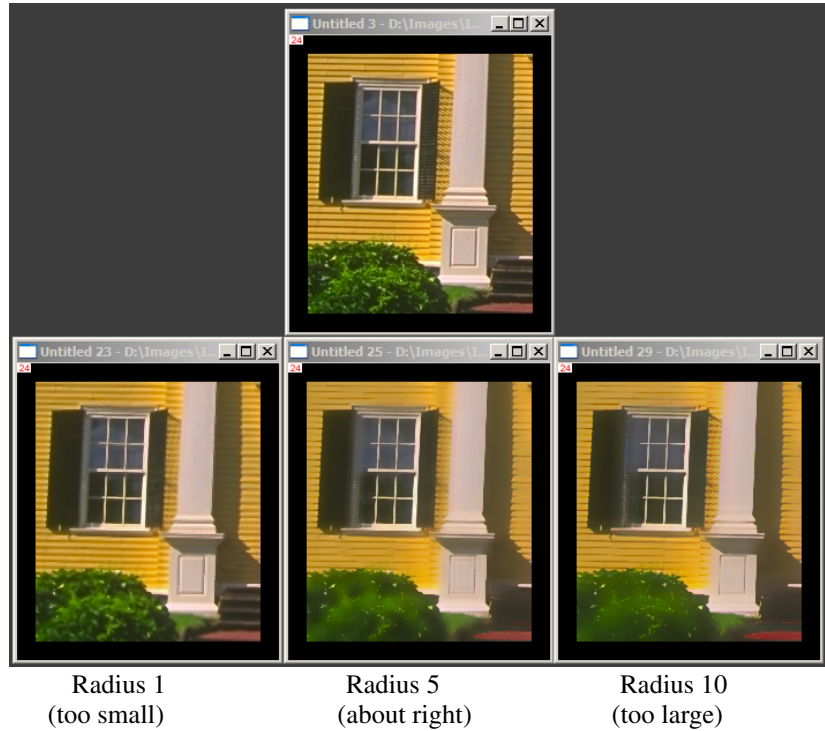 Untitled 3 - D:\Images\I...
24
Untitled 23 - D:\Images\I...
24
Untitled 25 - D:\Images\I...
24
Untitled 29 - D:\Images\I...
24
Radius 1
(too small)
Radius 5
(about right)
Radius 10
(too large)